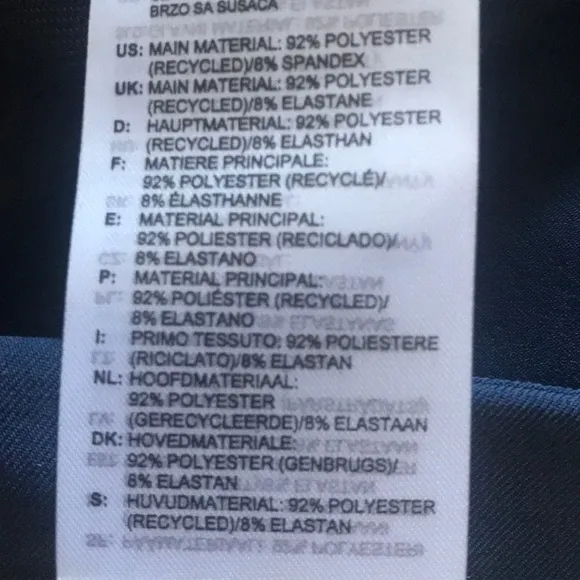 BRZO SA SUSACA
US: MAIN MATERIAL: 92% POLYESTER
(RECYCLED)/8% SPANDEX
UK: MAIN MATERIAL: 92% POLYESTER
(RECYCLED)/8% ELASTANE
D: HAUPTMATERIAL: 92% POLYESTER
(RECYCLED)/8% ELASTHAN
F: MATIERE PRINCIPALE:
92% POLYESTER (RECYCLÉ)/
8% ÉLASTHANNE
E: MATERIAL PRINCIPAL:
92% POLIESTER (RECICLADO)/
8% ELASTANO
P: MATERIAL PRINCIPAL:
92% POLIÉSTER (RECYCLED)/
8% ELASTANO
I: PRIMO TESSUTO: 92% POLIESTERE
(RICICLATO)/8% ELASTAN
NL: HOOFDMATERIAAL:
92% POLYESTER
(GERECYCLEERDE)/8% ELASTAAN
DK: HOVEDMATERIALE:
92% POLYESTER (GENBRUGS)/
8% ELASTAN
S: HUVUDMATERIAL: 92% POLYESTER
(RECYCLED)/8% ELASTAN